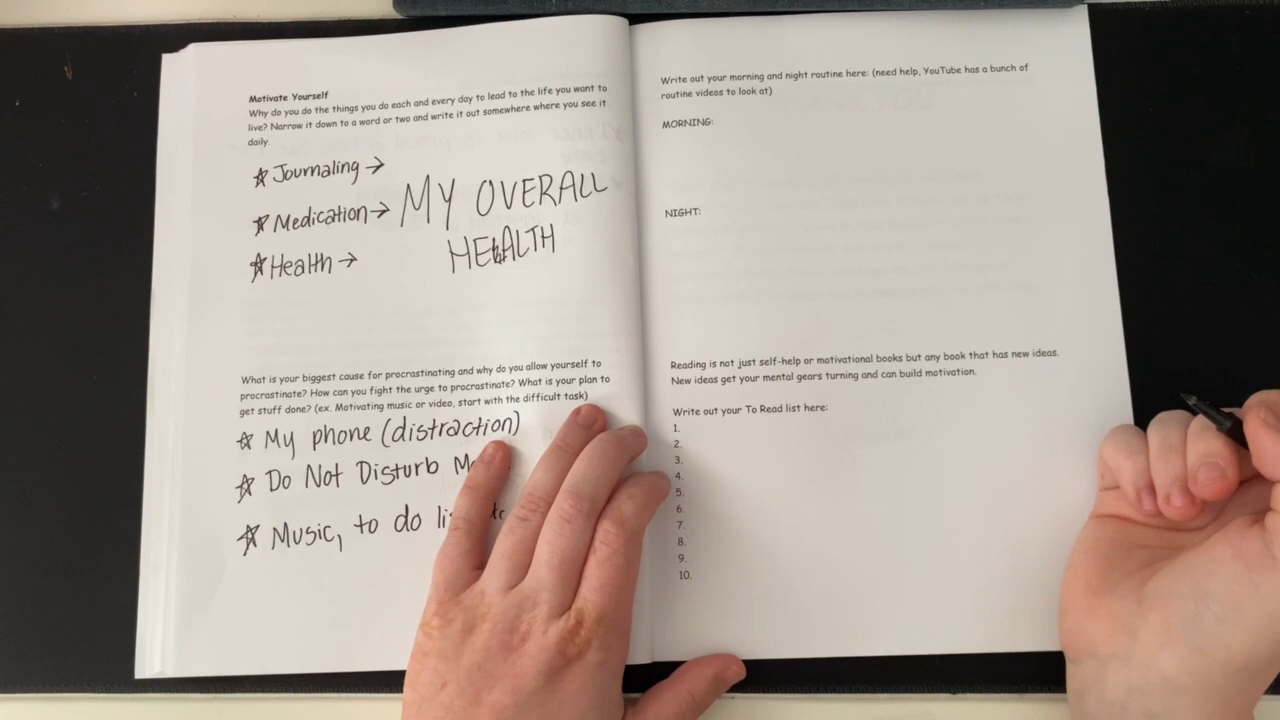 Motivate Yourself
Why do you do the things you do each and every day to lead to the life you want to
live? Narrow it down to a word or two and write it out somewhere where you see it
daily.
☆ Journaling →
☆ Medication → MY OVERALL
HEALTH
☆ Health →
What is your biggest cause for procrastinating and why do you allow yourself to
procrastinate? How can you fight the urge to procrastinate? What is your plan to
get stuff done? (ex. Motivating music or video, start with the difficult task)
☆ My phone (distraction)
☆ Do Not Disturb
☆ Music, to do
Write out your morning and night routine here: (need help, YouTube has a bunch of
routine videos to look at)
MORNING:
NIGHT:
Reading is not just self-help or motivational books but any book that has new ideas.
New ideas get your mental gears turning and can build motivation.
Write out your To Read list here:
1.
2.
3.
4.
5.
6.
7.
8.
9.
10.